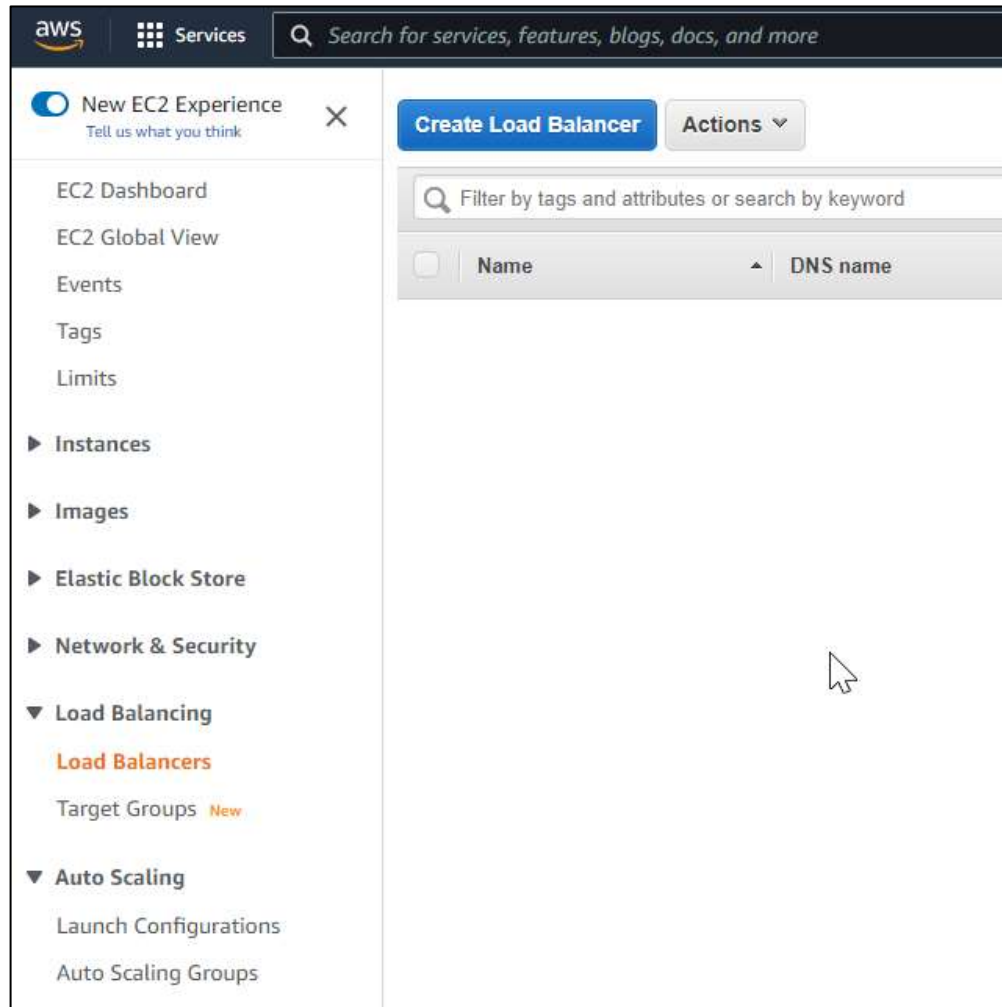 aws Services Search for services, features, blogs, docs, and more
New EC2 Experience
Tell us what you think
EC2 Dashboard
EC2 Global View
Events
Tags
Limits
Instances
Images
Elastic Block Store
Network & Security
Load Balancing
Load Balancers
Target Groups New
Auto Scaling
Launch Configurations
Auto Scaling Groups
Create Load Balancer Actions
Filter by tags and attributes or search by keyword
Name DNS name